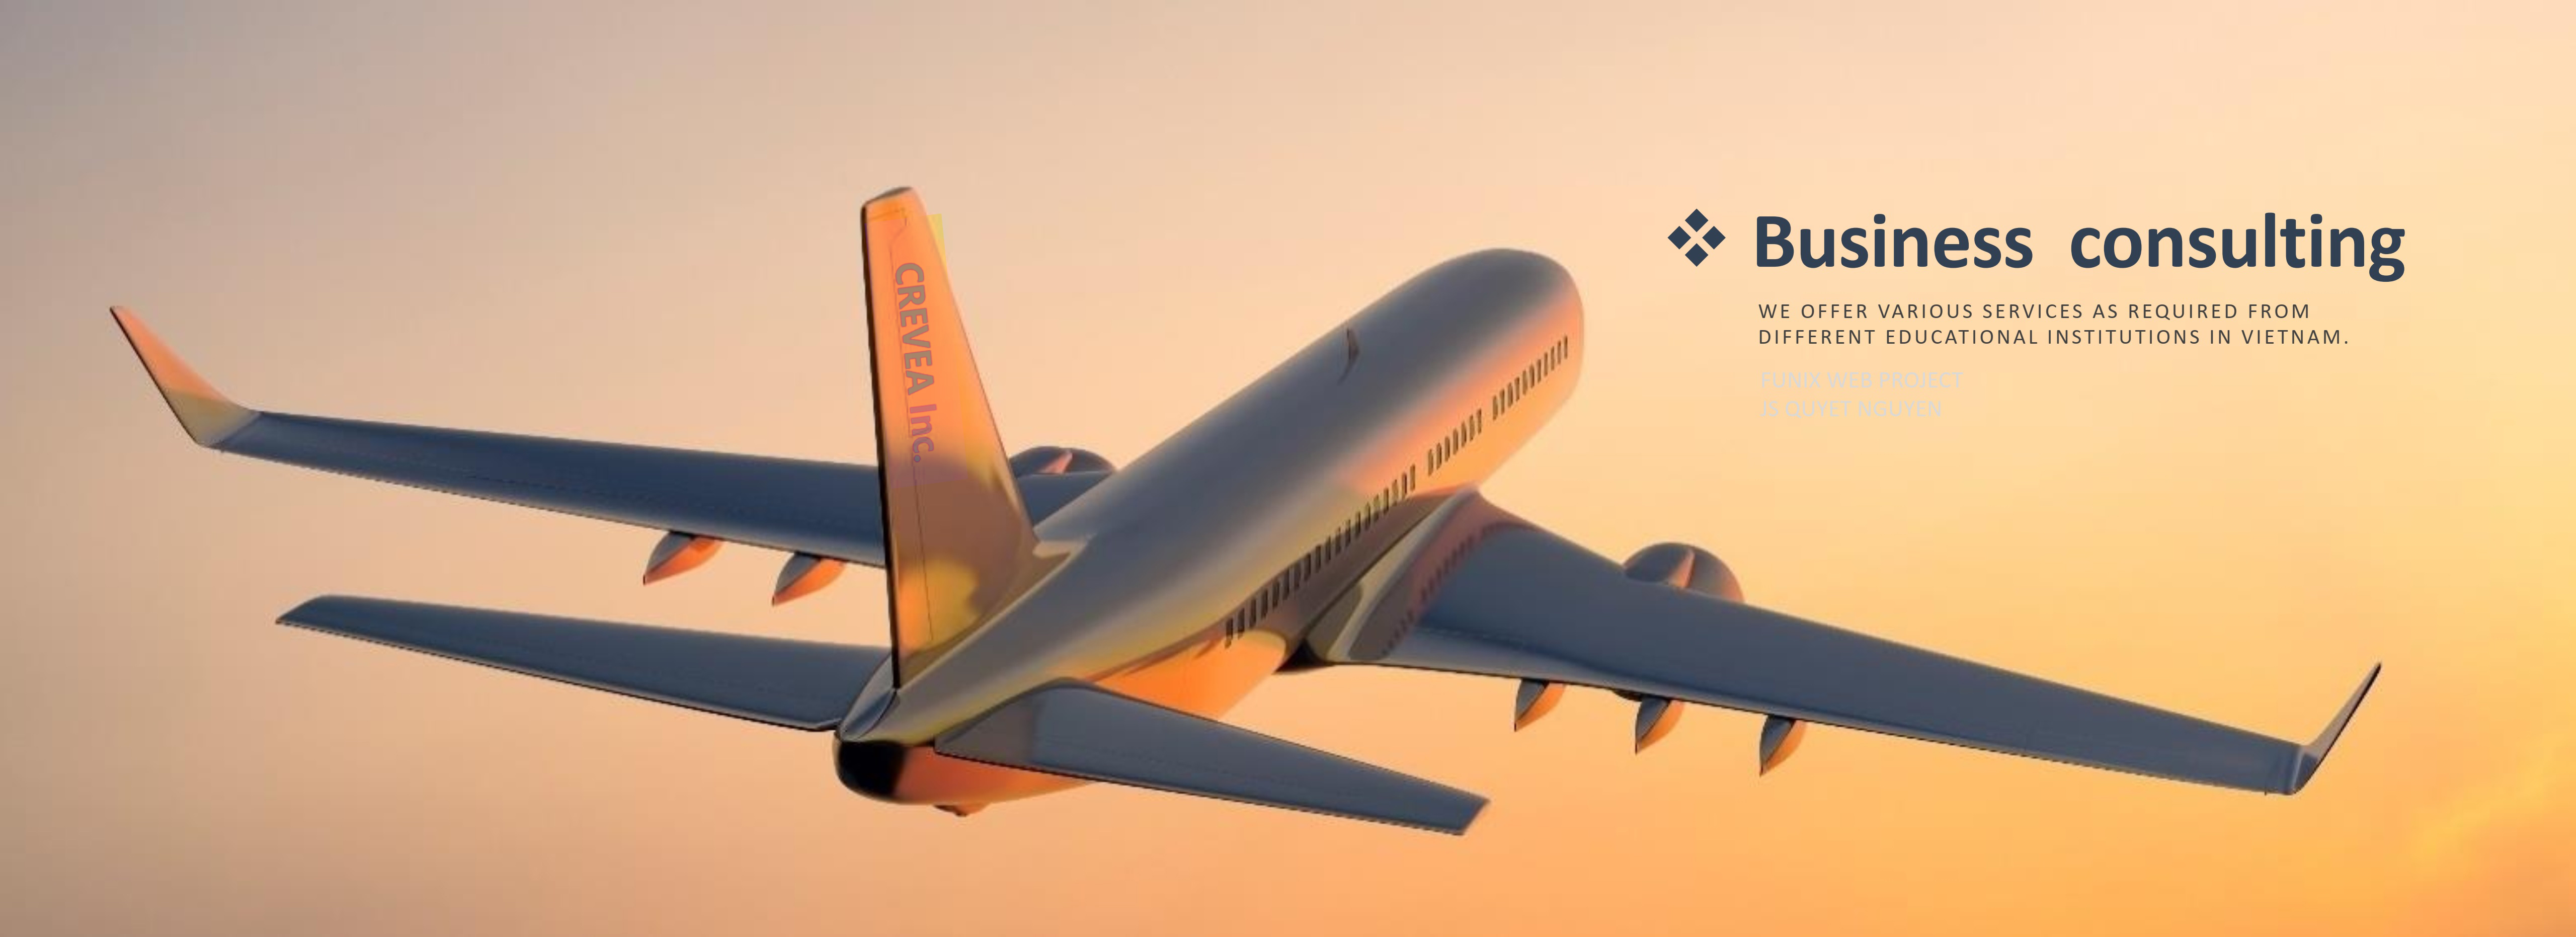 CREVEA Inc.
Business consulting
WE OFFER VARIOUS SERVICES AS REQUIRED FROM
DIFFERENT EDUCATIONAL INSTITUTIONS IN VIETNAM.
FUNIX WEB PROJECT
JS QUYET NGUYEN